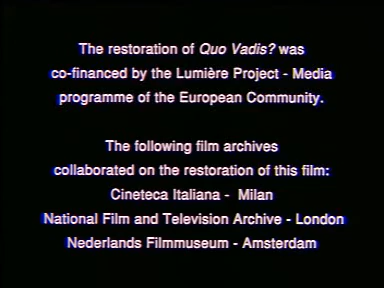 The restoration of Quo Vadis? was
co-financed by the Lumière Project - Media
programme of the European Community.
The following film archives
collaborated on the restoration of this film:
Cineteca Italiana - Milan
National Film and Television Archive - London
Nederlands Filmmuseum - Amsterdam